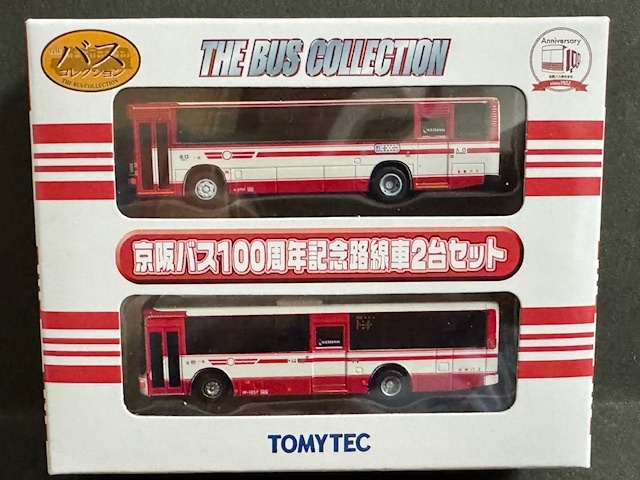 バス
コレクション
THE BUS COLLECTION
THE BUS COLLECTION
Anniversary
京阪バス100周年記念路線車2台セット
KEIHAN
TOMYTEC